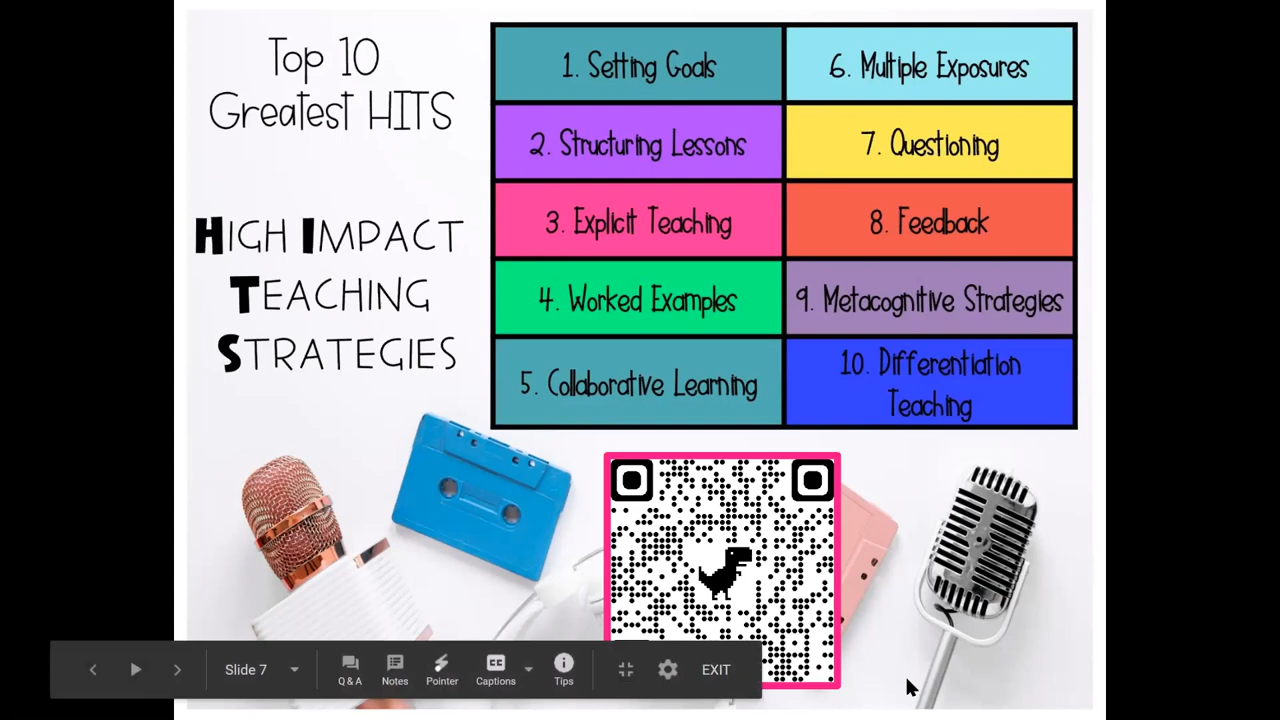 Top 10
Greatest HITS
HIGH IMPACT
TEACHING
STRATEGIES
1. Setting Goals
6. Multiple Exposures
2. Structuring Lessons
7. Questioning
3. Explicit Teaching
8. Feedback
4. Worked Examples
9. Metacognitive Strategies
5. Collaborative Learning
10. Differentiation
Teaching
Slide 7
Q & A
Notes
Pointer
CC
Captions
Tips
EXIT